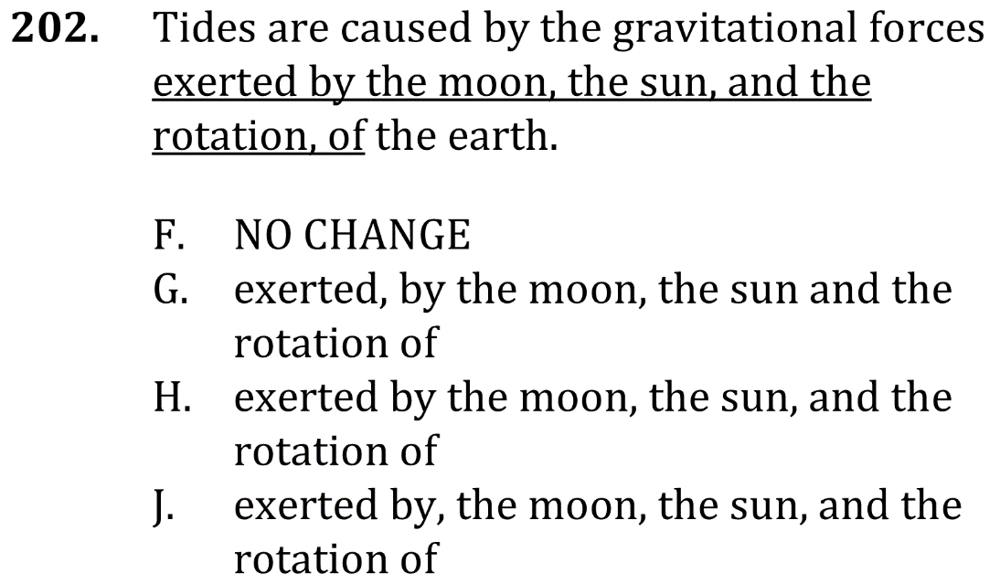 202. Tides are caused by the gravitational forces
exerted by the moon, the sun, and the
rotation, of the earth.
F. NO CHANGE
G. exerted, by the moon, the sun and the
rotation of
H. exerted by the moon, the sun, and the
rotation of
J. exerted by, the moon, the sun, and the
rotation of